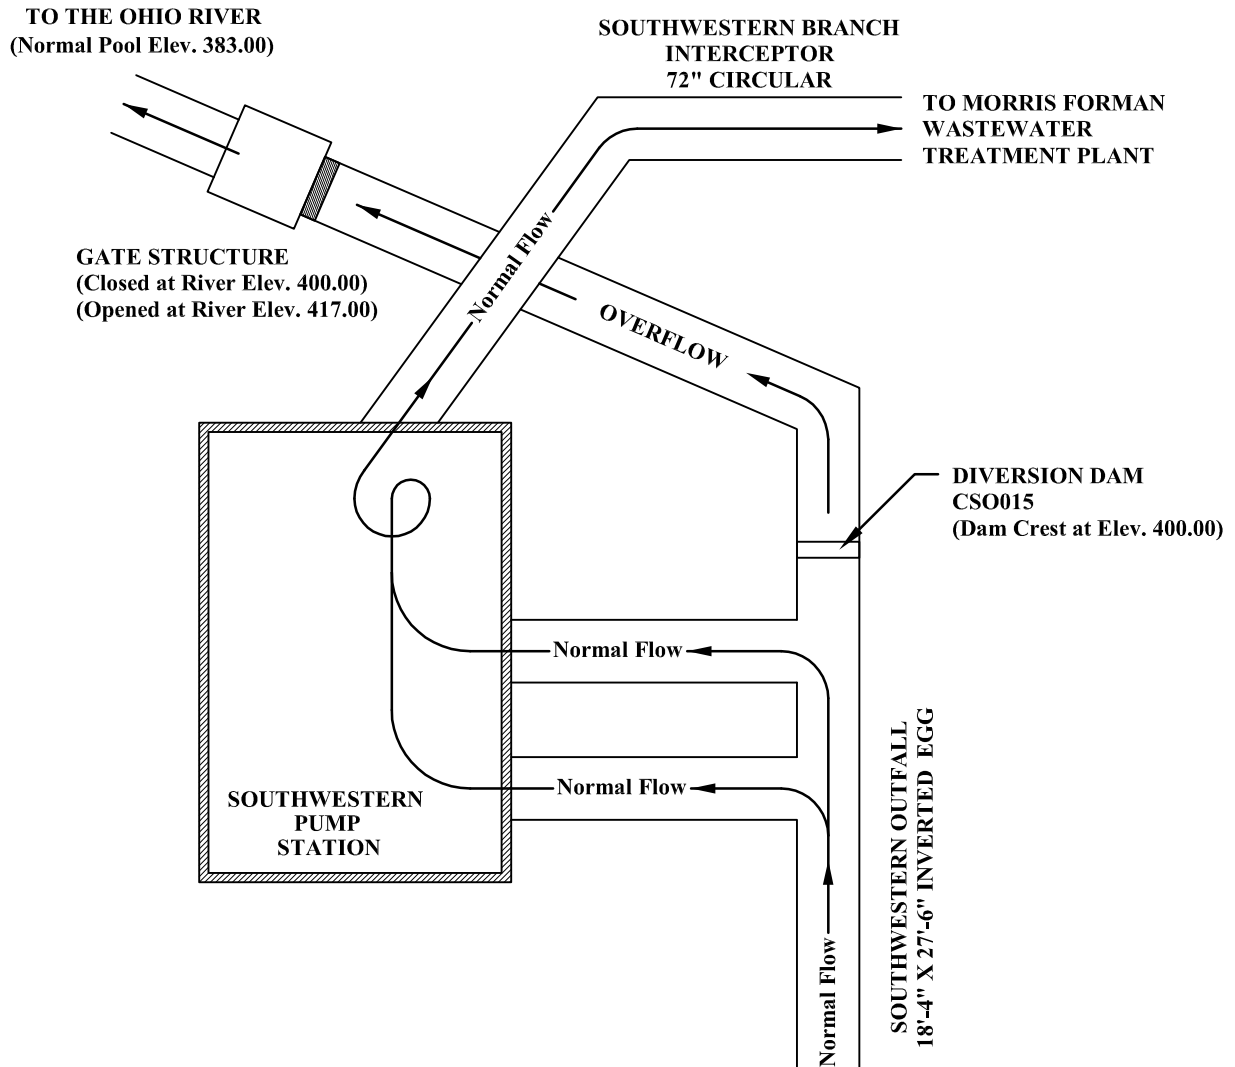 TO THE OHIO RIVER
(Normal Pool Elev. 383.00)
SOUTHWESTERN BRANCH
INTERCEPTOR
72" CIRCULAR
TO MORRIS FORMAN
WASTEWATER
TREATMENT PLANT
Normal Flow
GATE STRUCTURE
(Closed at River Elev. 400.00)
(Opened at River Elev. 417.00)
OVERFLOW
DIVERSION DAM
CSO015
(Dam Crest at Elev. 400.00)
Normal Flow
Normal Flow
SOUTHWESTERN
PUMP
STATION
SOUTHWESTERN OUTFALL
18'-4" X 27'-6" INVERTED EGG
Normal Flow